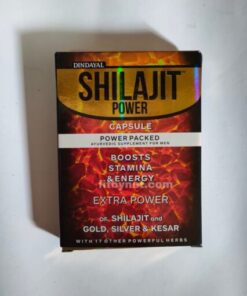 DINDAYAL
SHILAJIT™
POWER
CAPSULE
POWER PACKED
AYURVEDIC SUPPLEMENT FOR MEN
BOOSTS
STAMINA
& ENERGY
EXTRA POWER
OF SHILAJIT and
GOLD, SILVER & KESAR
WITH 17 OTHER POWERFUL HERBS